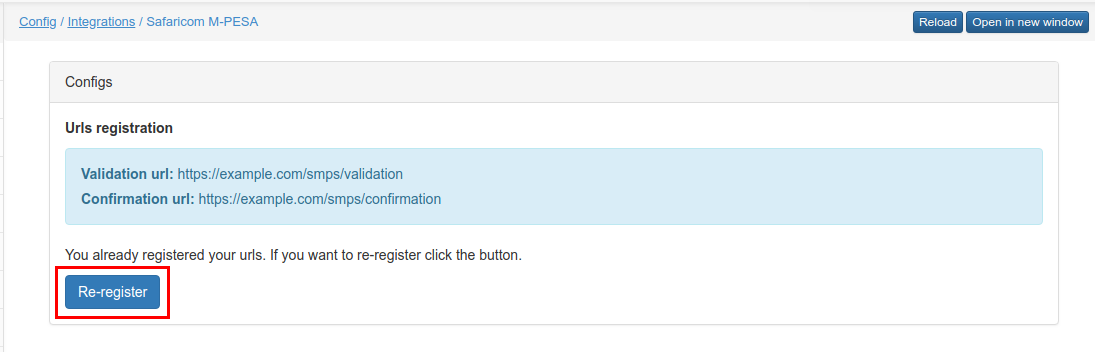 Config / Integrations / Safaricom M-PESA
Reload
Open in new window
Configs
Urls registration
Validation url: https://example.com/smps/validation
Confirmation url: https://example.com/smps/confirmation
You already registered your urls. If you want to re-register click the button.
Re-register